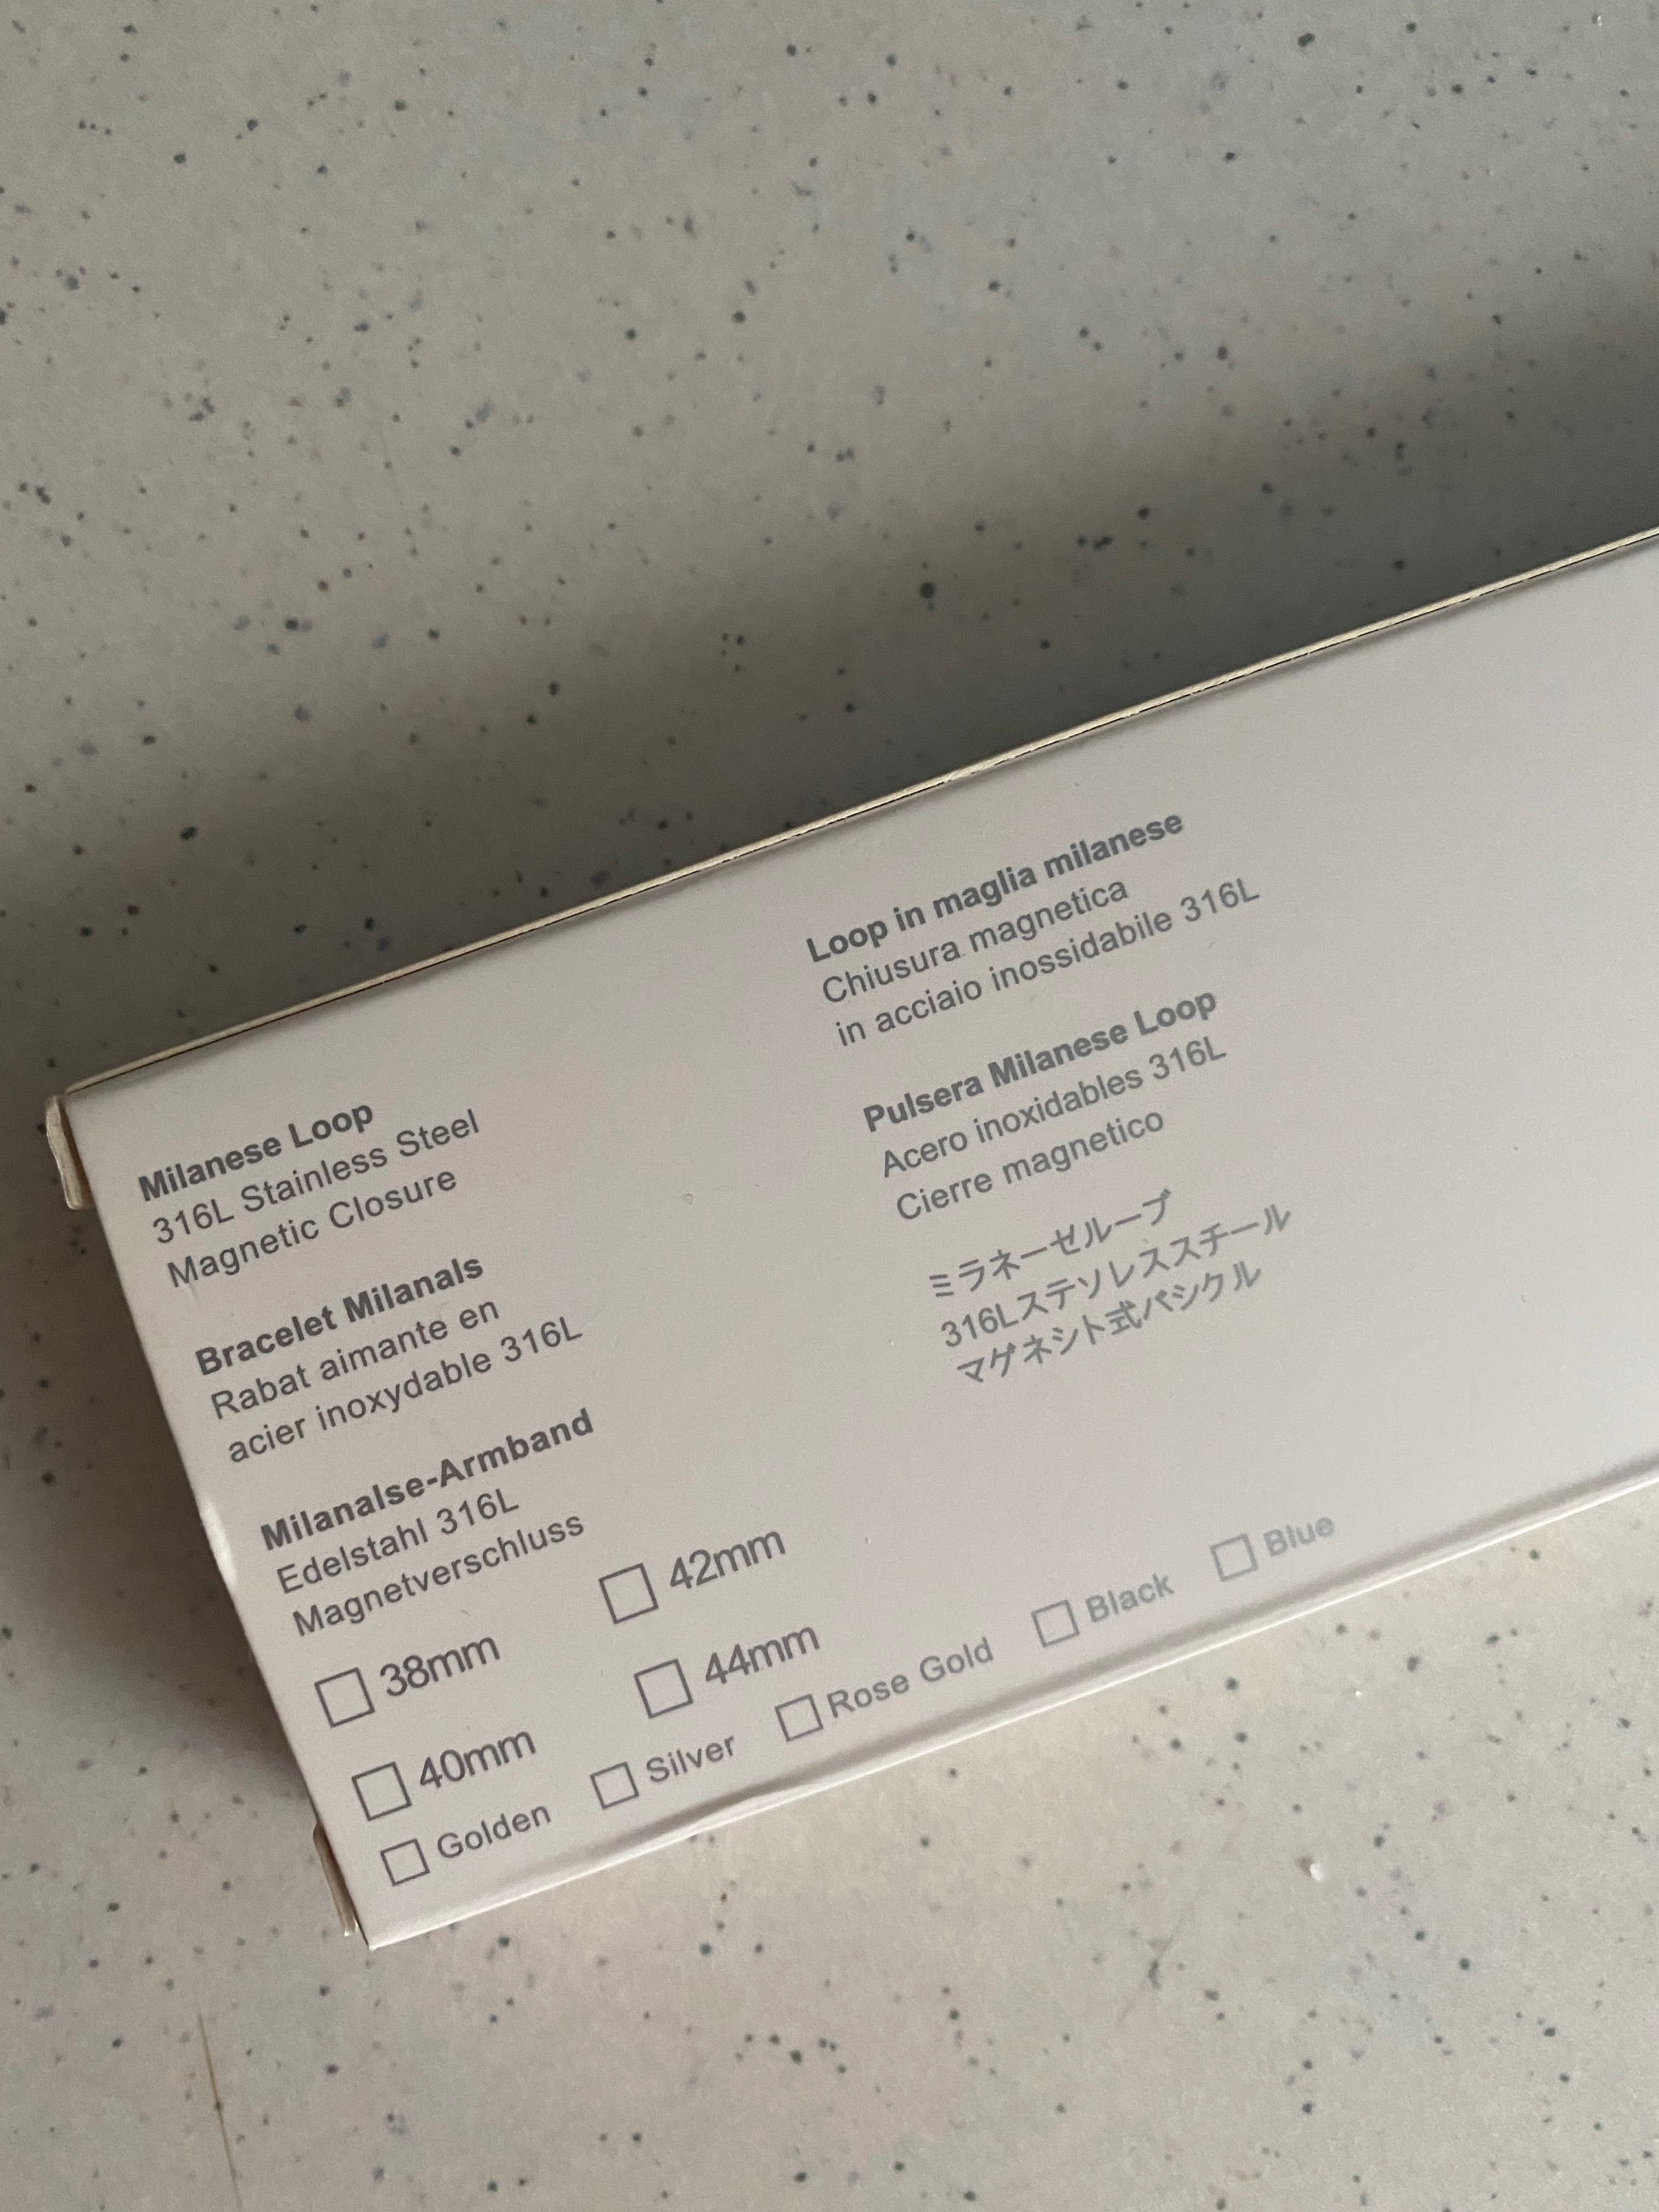 Milanese Loop
316L Stainless Steel
Magnetic Closure
Bracelet Milanals
Rabat aimante en
acier inoxydable 316L
Milanalse-Armband
Edelstahl 316L
Magnetverschluss
Loop in maglia milanese
Chiusura magnetica
in acciaio inossidabile 316L
Pulsera Milanese Loop
Acero inoxidables 316L
Cierre magnetico
ミラネーゼループ
316Lステソレススチール
マゲネシト式バシクル
38mm 42mm
40mm 44mm
Golden Silver Rose Gold Black Blue